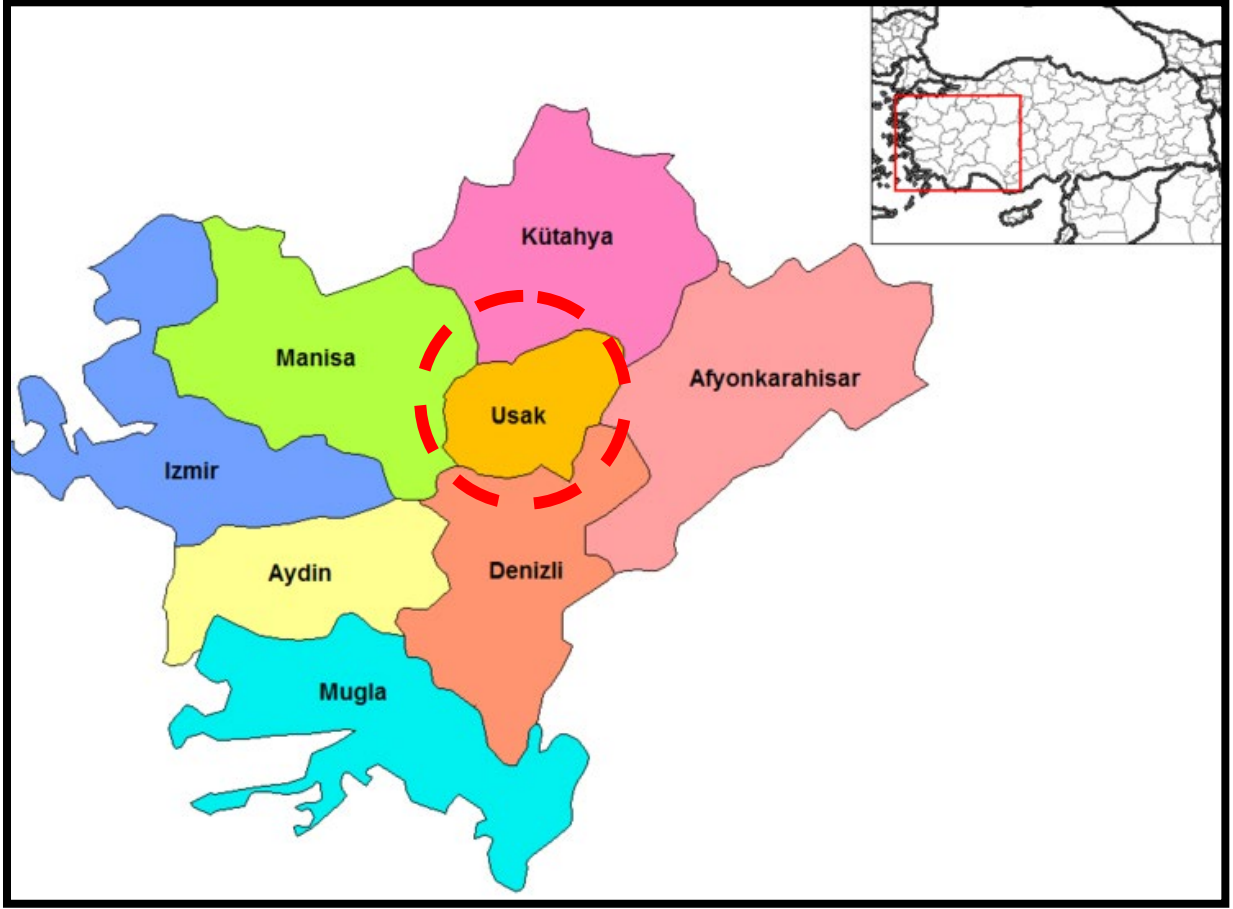 Kütahya
Manisa
Afyonkarahisar
Usak
Izmir
Aydin
Denizli
Mugla